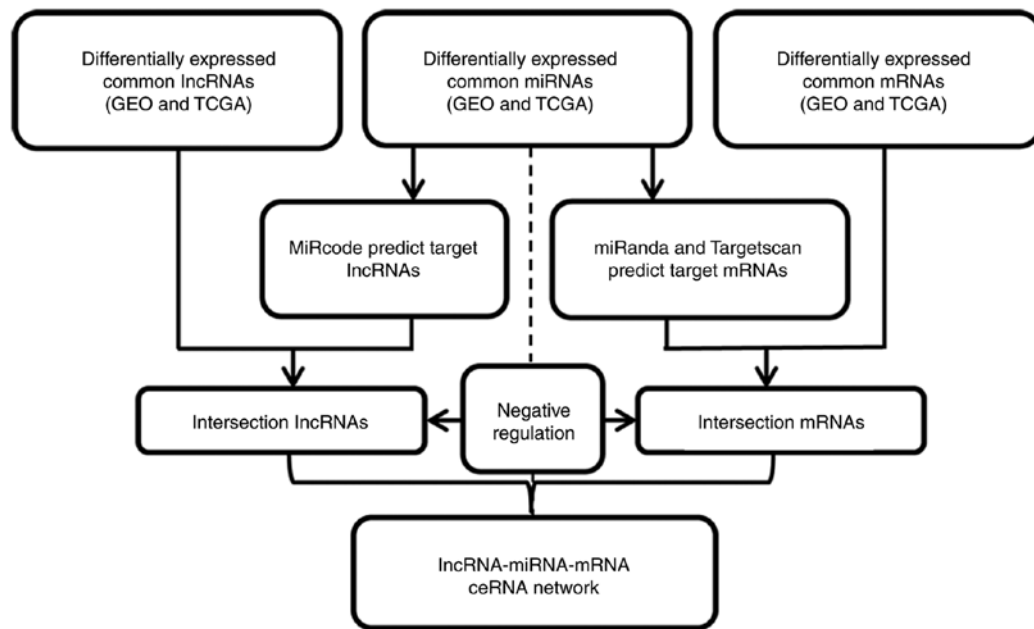 Differentially expressed
common lncRNAs
(GEO and TCGA)
Differentially expressed
common miRNAs
(GEO and TCGA)
Differentially expressed
common mRNAs
(GEO and TCGA)
MiRcode predict target
lncRNAs
miRanda and Targetscan
predict target mRNAs
Intersection lncRNAs
Negative
regulation
Intersection mRNAs
lncRNA-miRNA-mRNA
ceRNA network